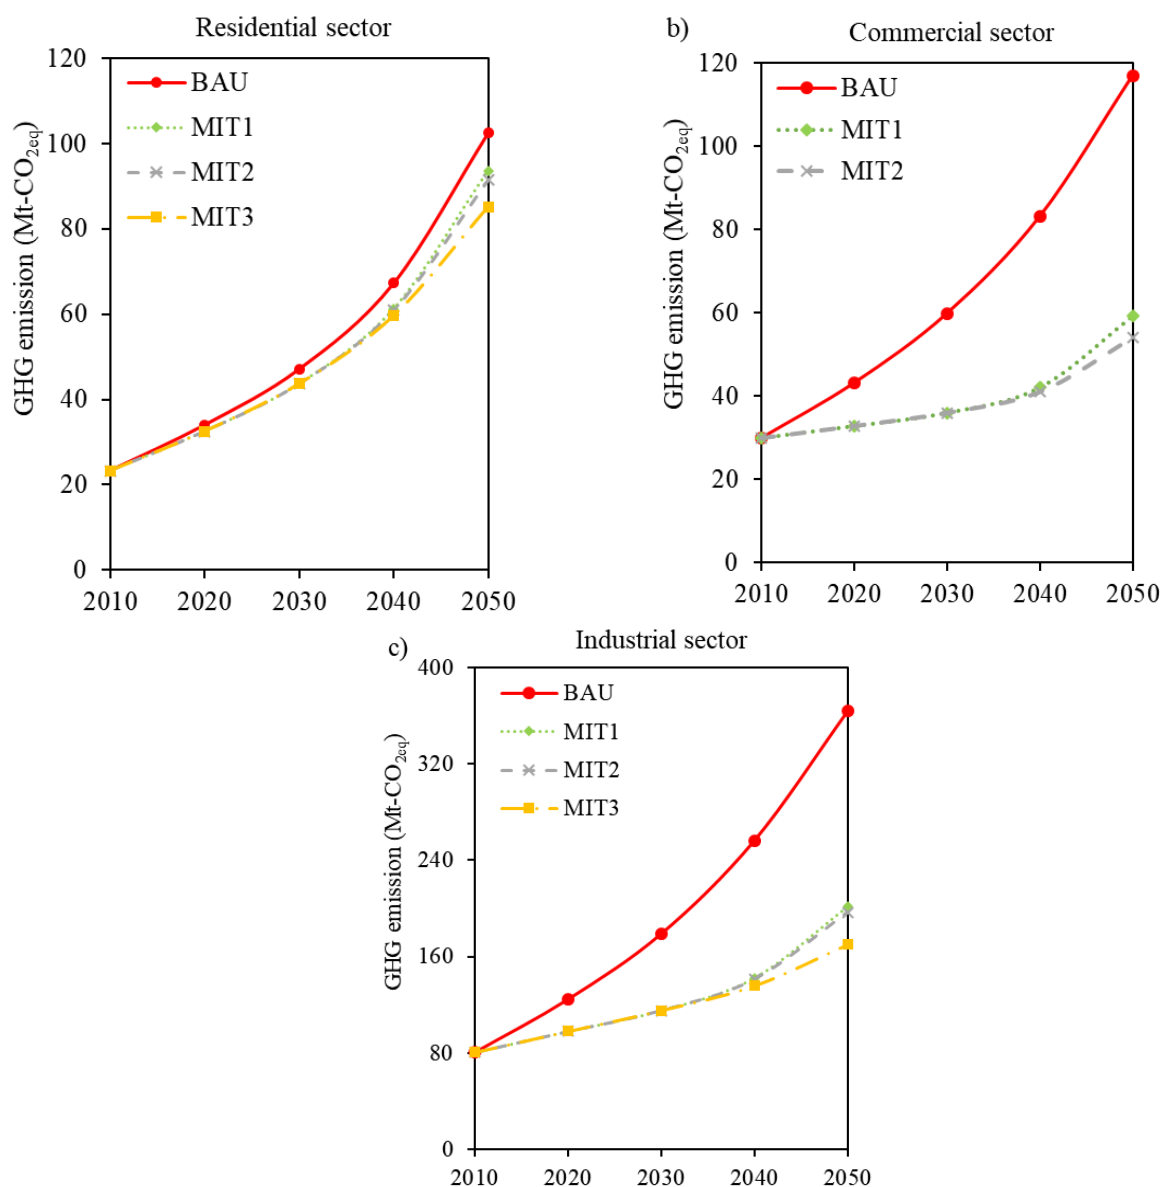 Residential sector
120
100
80
60
40
20
0
GHG emission (Mt-CO2eq)
BAU
MIT1
MIT2
MIT3
2010 2020 2030 2040 2050
b)
Commercial sector
120
100
80
60
40
20
0
GHG emission (Mt-CO2eq)
BAU
MIT1
MIT2
2010 2020 2030 2040 2050
c)
Industrial sector
400
320
240
160
80
0
GHG emission (Mt-CO2eq)
BAU
MIT1
MIT2
MIT3
2010 2020 2030 2040 2050